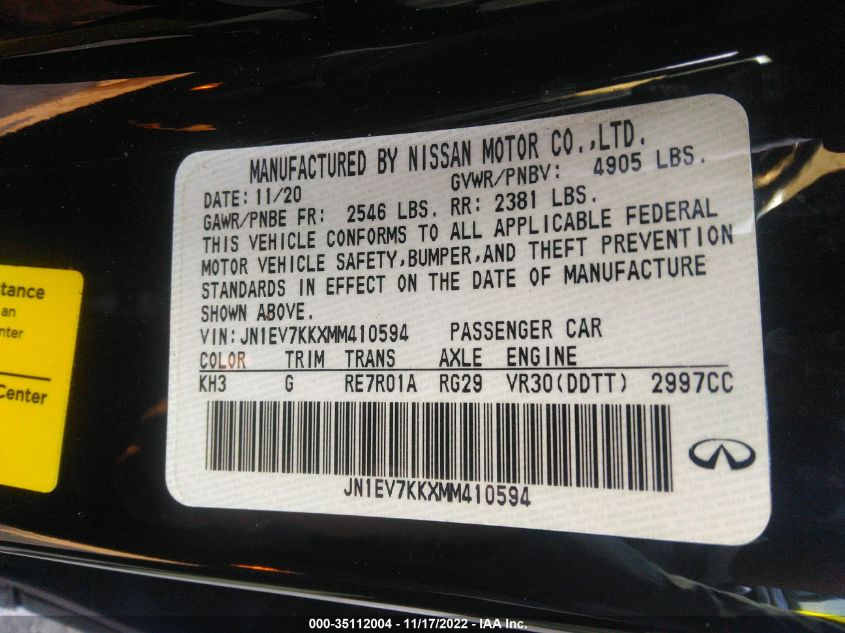 MANUFACTURED BY NISSAN MOTOR CO.,LTD.
DATE: 11/20 GVWR/PNBV: 4905 LBS.
GAWR/PNBE FR: 2546 LBS. RR: 2381 LBS.
THIS VEHICLE CONFORMS TO ALL APPLICABLE FEDERAL
MOTOR VEHICLE SAFETY,BUMPER,AND THEFT PREVENTION
STANDARDS IN EFFECT ON THE DATE OF MANUFACTURE
SHOWN ABOVE.
VIN:JN1EV7KKXMM410594 PASSENGER CAR
COLOR TRIM TRANS AXLE ENGINE
KH3 G RE7R01A RG29 VR30(DDTT) 2997CC
JN1EV7KKXMM410594
tance
an
nter
Center
000-35112004 - 11/17/2022 - IAA Inc.